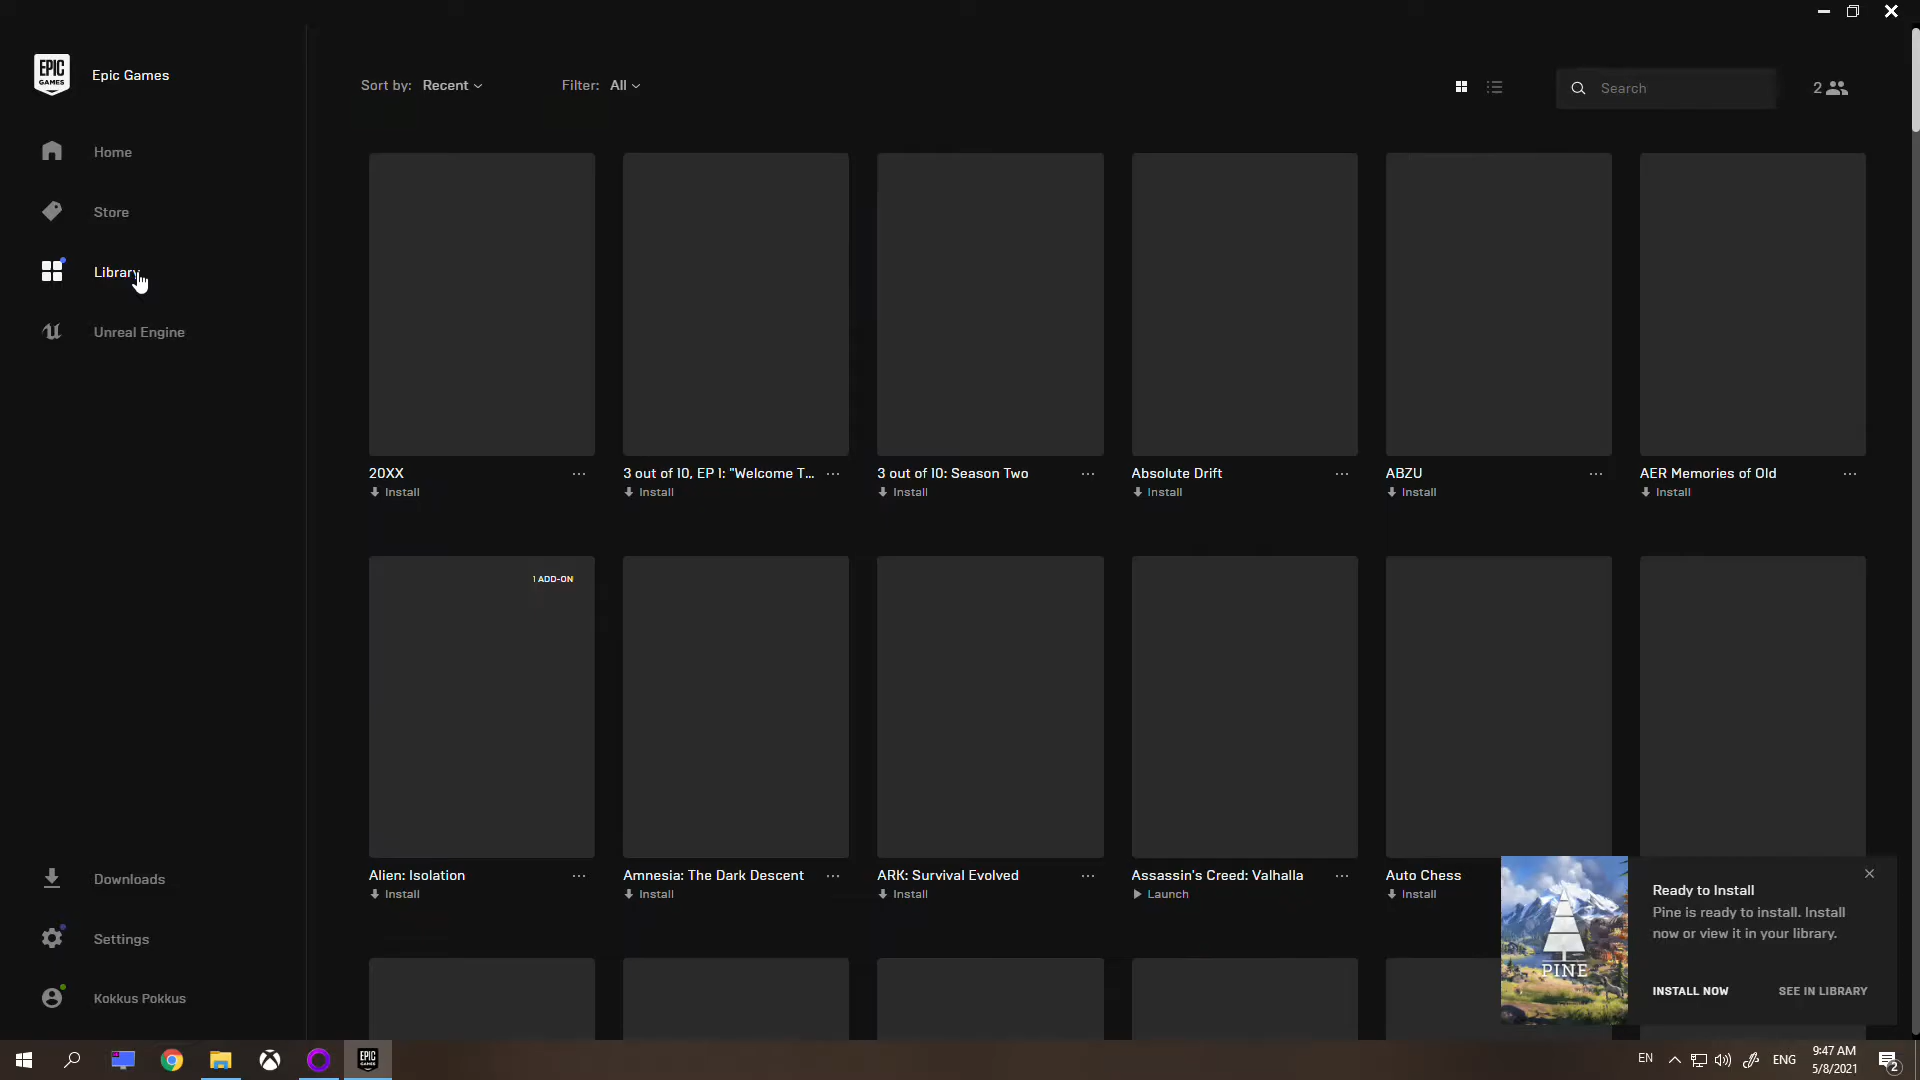 EPIC
GAMES
Epic Games
Home
Store
Library
Unreal Engine
Downloads
Settings
Kokkus Pokkus
Sort by: Recent
Filter: All
Search
2
20XX
Install
3 out of 10, EP 1: "Welcome T...
Install
3 out of 10: Season Two
Install
Absolute Drift
Install
ABZU
Install
AER Memories of Old
Install
1 ADD-ON
Alien: Isolation
Install
Amnesia: The Dark Descent
Install
ARK: Survival Evolved
Install
Assassin's Creed: Valhalla
Launch
Auto Chess
Install
PINE
Ready to Install
Pine is ready to install. Install
now or view it in your library.
INSTALL NOW
SEE IN LIBRARY
EPIC
GAMES
EN
ENG
9:47 AM
5/8/2021
2